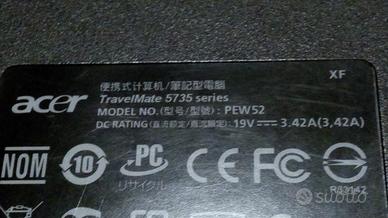 便携式计算机/筆記型電腦
XF
acer
TravelMate 5735 series
MODEL NO.(型号/型號): PEW52
DC RATING(直流额定/直流額定): 19V⎓3.42A(3,42A)
NOM
10
PC
リサイクル
CE
FC
R33142
subito